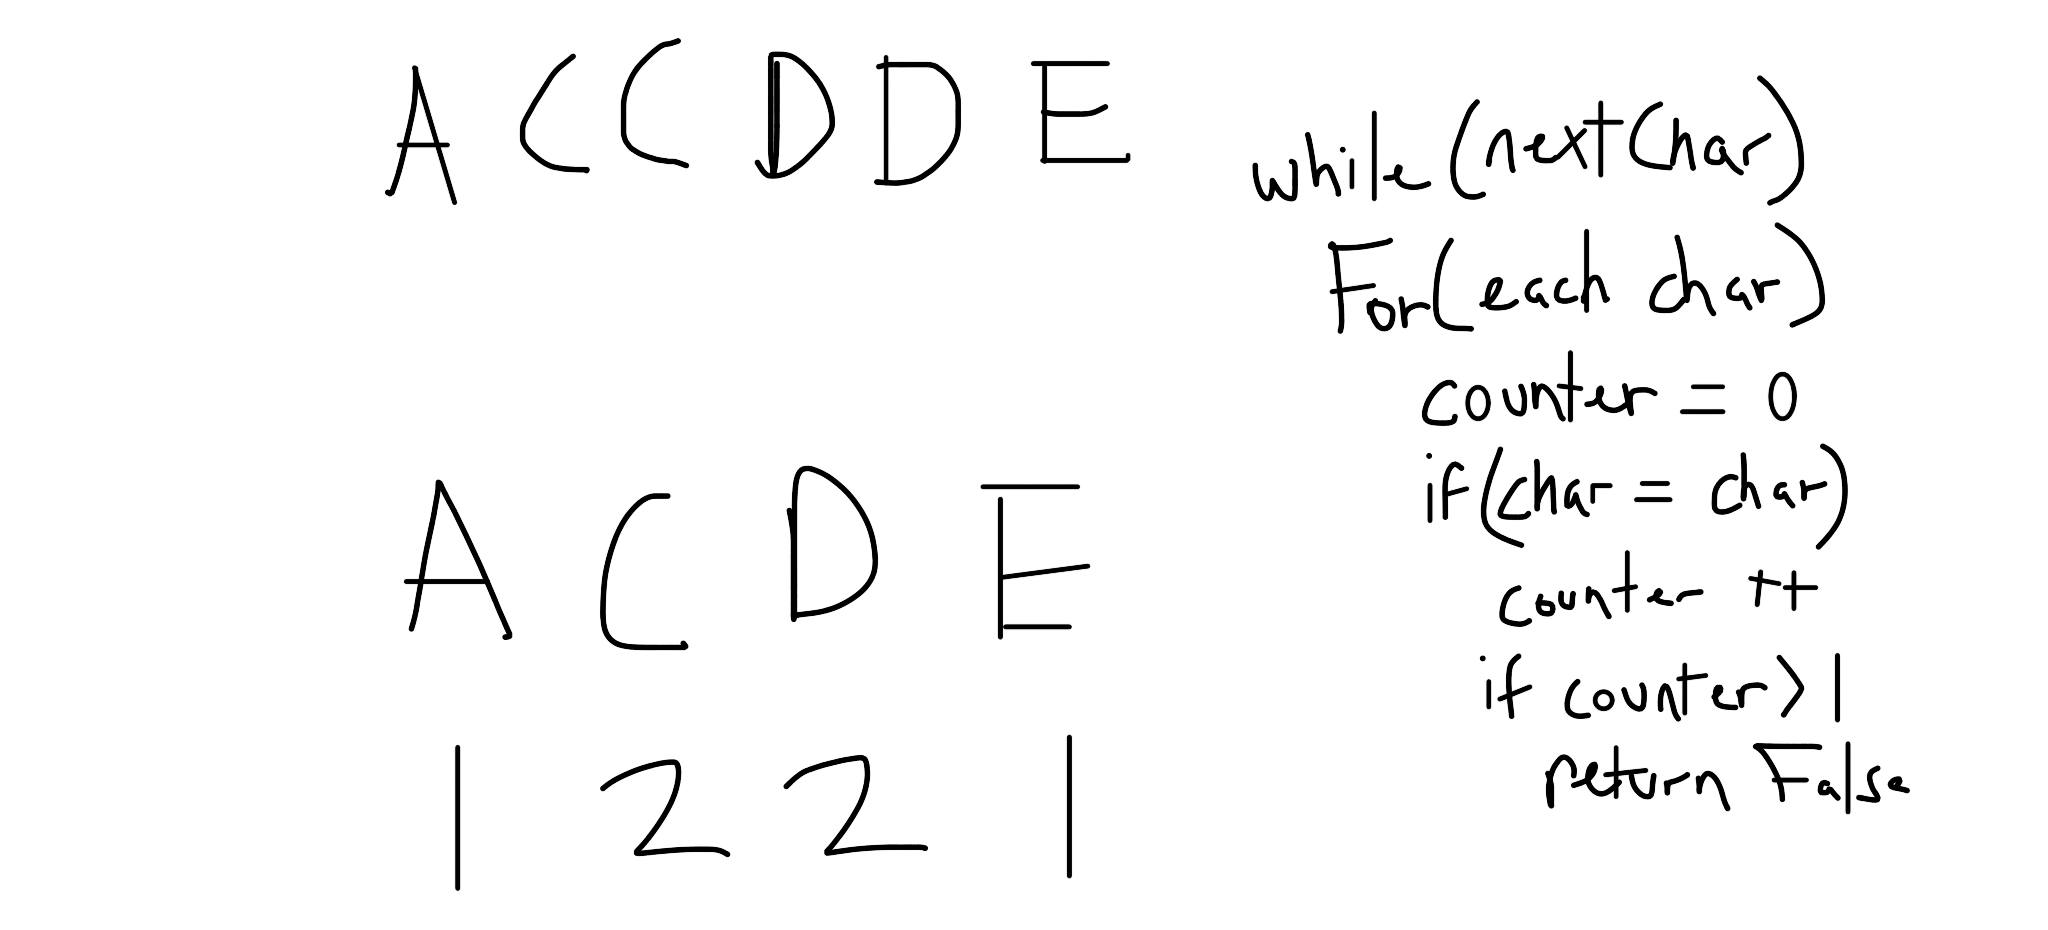 A C C D D E
A C D E
1 2 2 1
while (nextChar)
For(each char)
counter = 0
if(char = char)
counter ++
if counter>1
return False